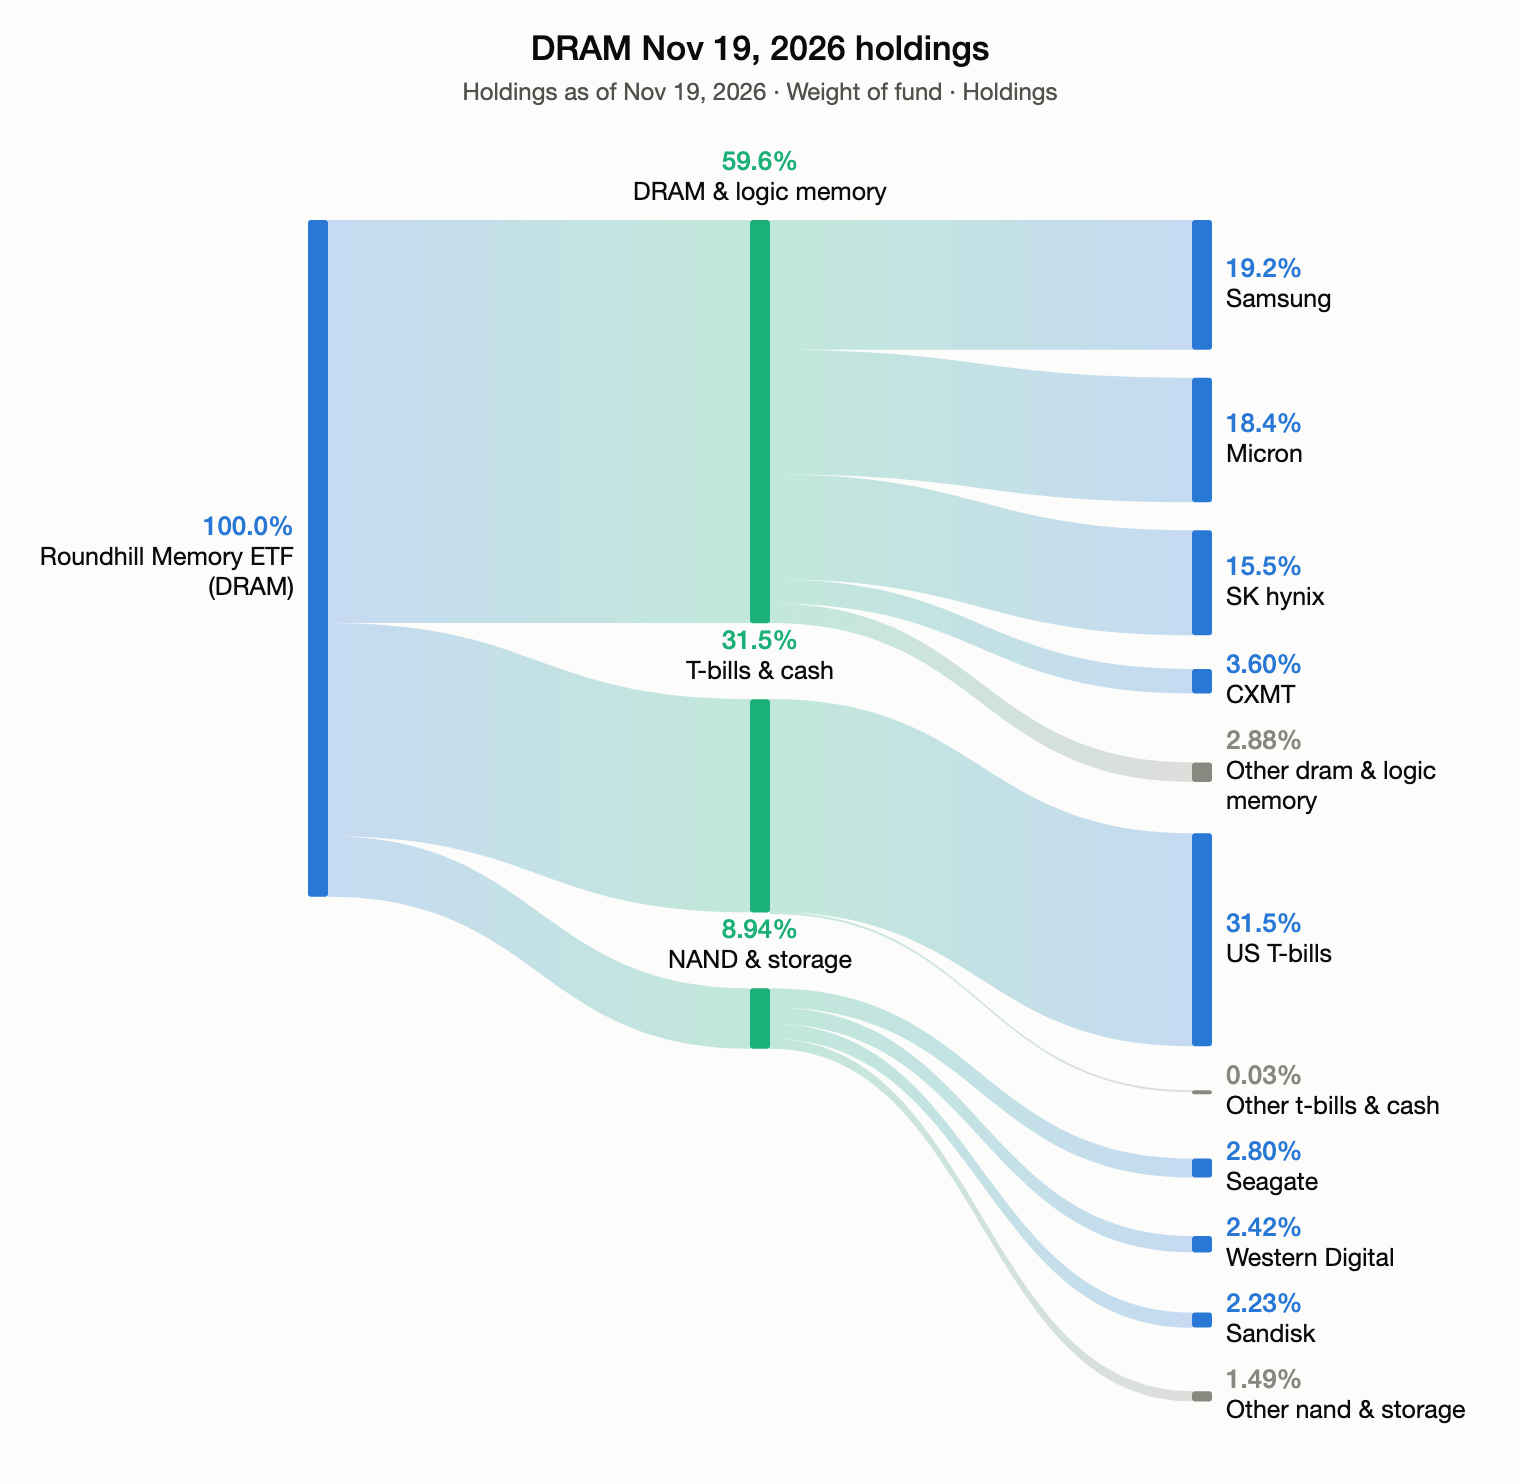 DRAM Nov 19, 2026 holdings
Holdings as of Nov 19, 2026 · Weight of fund · Holdings
100.0%
Roundhill Memory ETF
(DRAM)
59.6%
DRAM & logic memory
31.5%
T-bills & cash
8.94%
NAND & storage
19.2%
Samsung
18.4%
Micron
15.5%
SK hynix
3.60%
CXMT
2.88%
Other dram & logic
memory
31.5%
US T-bills
0.03%
Other t-bills & cash
2.80%
Seagate
2.42%
Western Digital
2.23%
Sandisk
1.49%
Other nand & storage